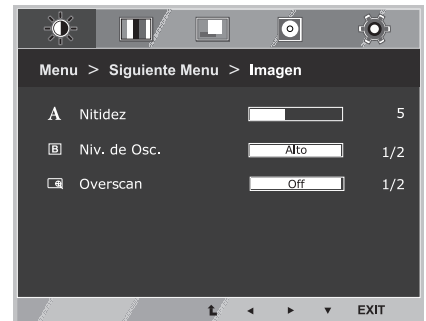 Menu > Siguiente Menu > Imagen
A Nitidez 5
B Niv. de Osc. Alto 1/2
Overscan Off 1/2
EXIT